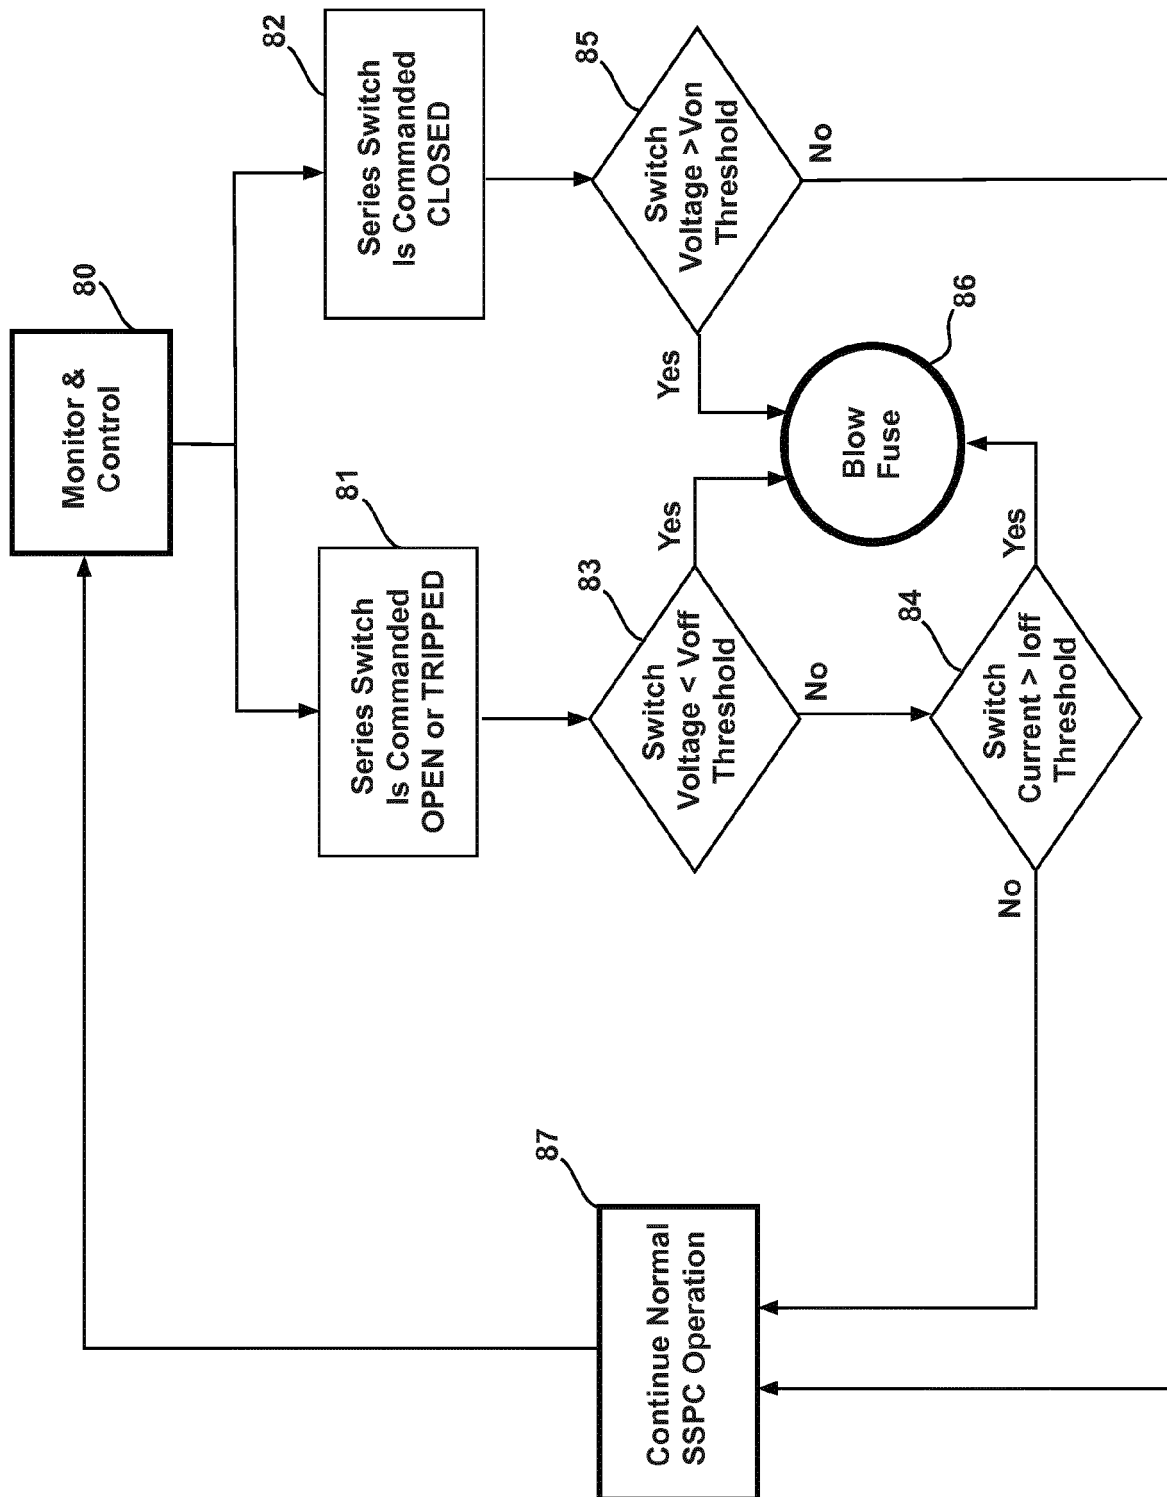 80
Monitor &
Control
81
Series Switch
Is Commanded
OPEN or TRIPPED
82
Series Switch
Is Commanded
CLOSED
83
Switch
Voltage < Voff
Threshold
Yes
No
85
Switch
Voltage >Von
Threshold
Yes
No
86
Blow
Fuse
84
Switch
Current > Ioff
Threshold
Yes
No
87
Continue Normal
SSPC Operation